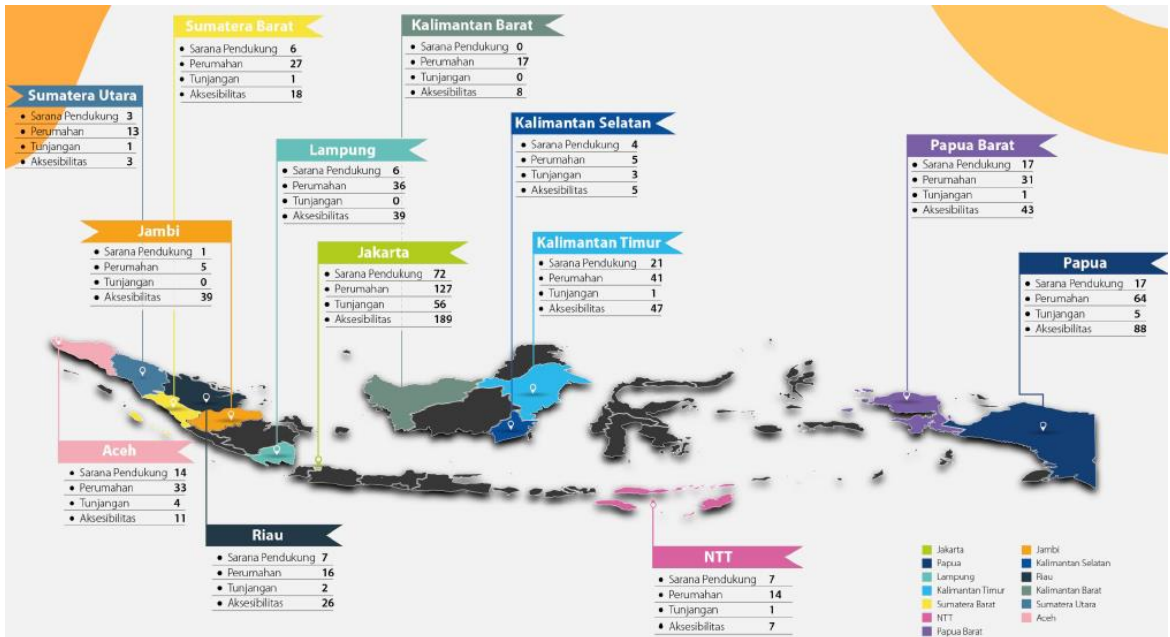 Sumatera Barat
• Sarana Pendukung 6
• Perumahan 27
• Tunjangan 1
• Aksesibilitas 18
Kalimantan Barat
• Sarana Pendukung 0
• Perumahan 17
• Tunjangan 0
• Aksesibilitas 8
Sumatera Utara
• Sarana Pendukung 3
• Perumahan 13
• Tunjangan 1
• Aksesibilitas 3
Lampung
• Sarana Pendukung 6
• Perumahan 36
• Tunjangan 0
• Aksesibilitas 39
Kalimantan Selatan
• Sarana Pendukung 4
• Perumahan 5
• Tunjangan 3
• Aksesibilitas 5
Papua Barat
• Sarana Pendukung 17
• Perumahan 31
• Tunjangan 1
• Aksesibilitas 43
Jambi
• Sarana Pendukung 1
• Perumahan 5
• Tunjangan 0
• Aksesibilitas 39
Jakarta
• Sarana Pendukung 72
• Perumahan 127
• Tunjangan 56
• Aksesibilitas 189
Kalimantan Timur
• Sarana Pendukung 21
• Perumahan 41
• Tunjangan 1
• Aksesibilitas 47
Papua
• Sarana Pendukung 17
• Perumahan 64
• Tunjangan 5
• Aksesibilitas 88
Aceh
• Sarana Pendukung 14
• Perumahan 33
• Tunjangan 4
• Aksesibilitas 11
Riau
• Sarana Pendukung 7
• Perumahan 16
• Tunjangan 2
• Aksesibilitas 26
NTT
• Sarana Pendukung 7
• Perumahan 14
• Tunjangan 1
• Aksesibilitas 7
Jakarta
Papua
Lampung
Kalimantan Timur
Sumatera Barat
NTT
Papua Barat
Jambi
Kalimantan Selatan
Riau
Kalimantan Barat
Sumatera Utara
Aceh